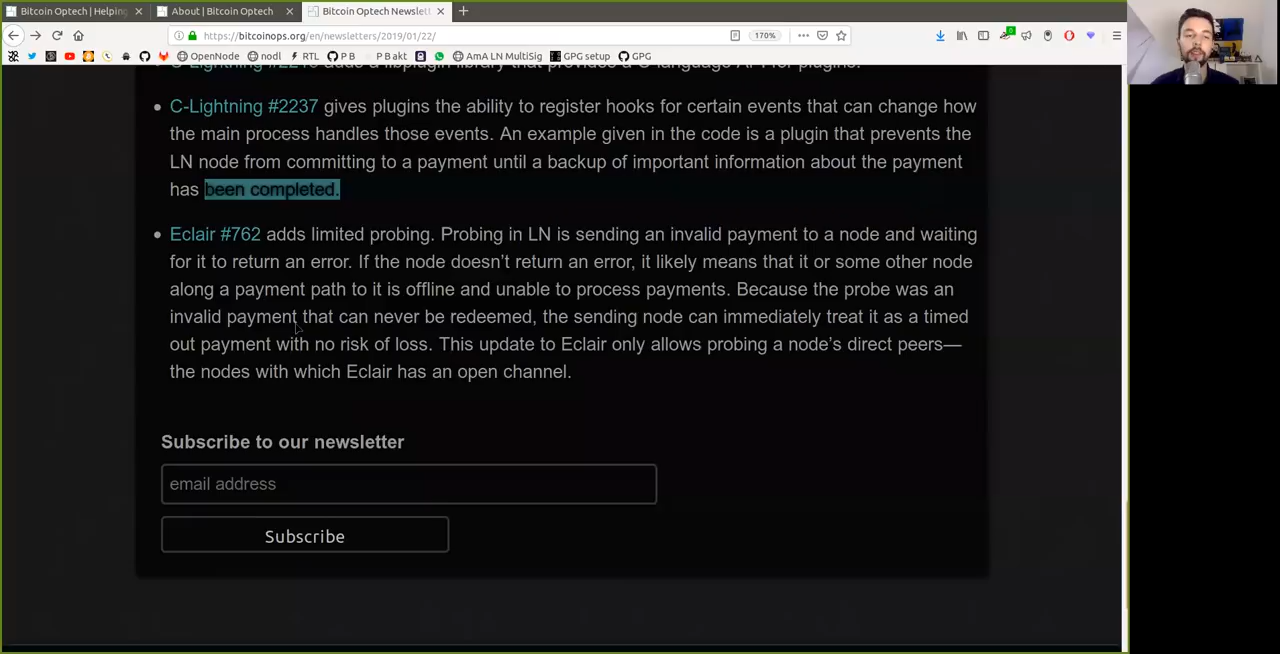 Bitcoin Optech | Helping
About | Bitcoin Optech
Bitcoin Optech Newslet
https://bitcoinops.org/en/newsletters/2019/01/22/
170%
OpenNode
nodl
RTL
P B
P B akt
AmA LN MultiSig
GPG setup
GPG
C-Lightning #2237 gives plugins the ability to register hooks for certain events that can change how
the main process handles those events. An example given in the code is a plugin that prevents the
LN node from committing to a payment until a backup of important information about the payment
has been completed.
Eclair #762 adds limited probing. Probing in LN is sending an invalid payment to a node and waiting
for it to return an error. If the node doesn’t return an error, it likely means that it or some other node
along a payment path to it is offline and unable to process payments. Because the probe was an
invalid payment that can never be redeemed, the sending node can immediately treat it as a timed
out payment with no risk of loss. This update to Eclair only allows probing a node’s direct peers—
the nodes with which Eclair has an open channel.
Subscribe to our newsletter
email address
Subscribe